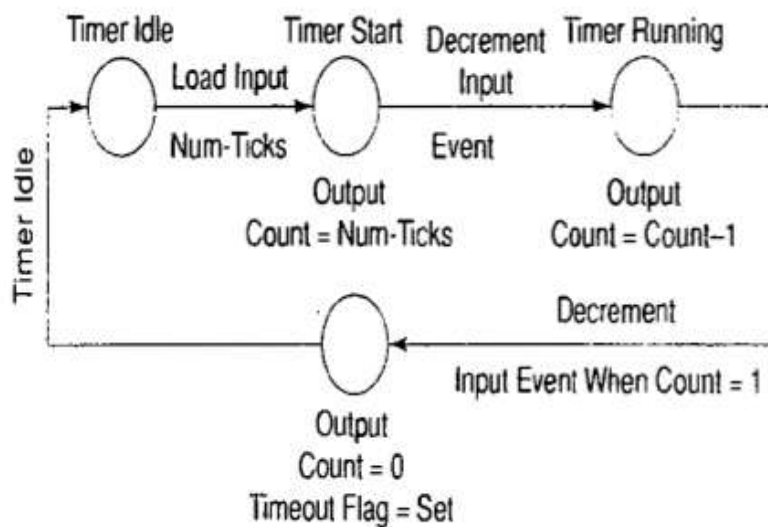 Timer Idle
Timer Start
Decrement
Input
Timer Running
Load Input
Num-Ticks
Event
Output
Count = Num-Ticks
Output
Count = Count-1
Timer Idle
Decrement
Input Event When Count = 1
Output
Count = 0
Timeout Flag = Set